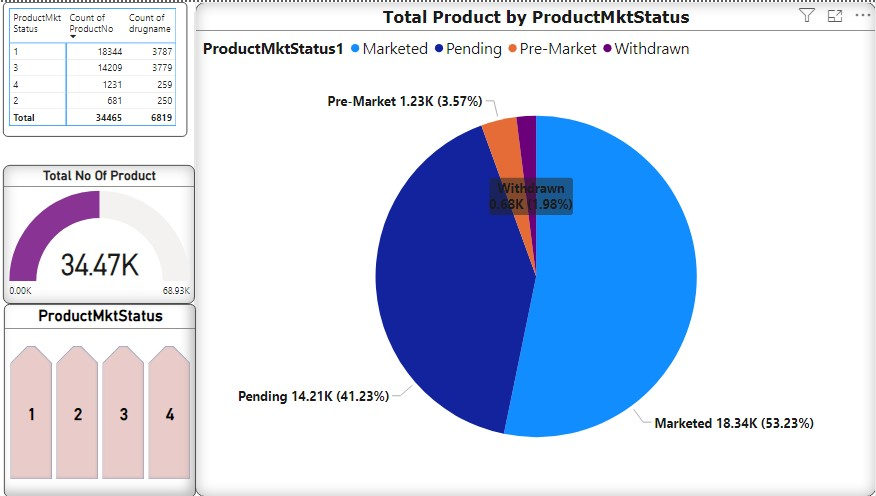 ProductMkt Status Count of ProductNo Count of drugname
1 18344 3787
3 14209 3779
4 1231 259
2 681 250
Total 34465 6819
Total No Of Product
34.47K
0.00K 68.93K
ProductMktStatus
1 2 3 4
Total Product by ProductMktStatus
ProductMktStatus1 Marketed Pending Pre-Market Withdrawn
Pre-Market 1.23K (3.57%)
Withdrawn
0.68K (1.98%)
Pending 14.21K (41.23%)
Marketed 18.34K (53.23%)